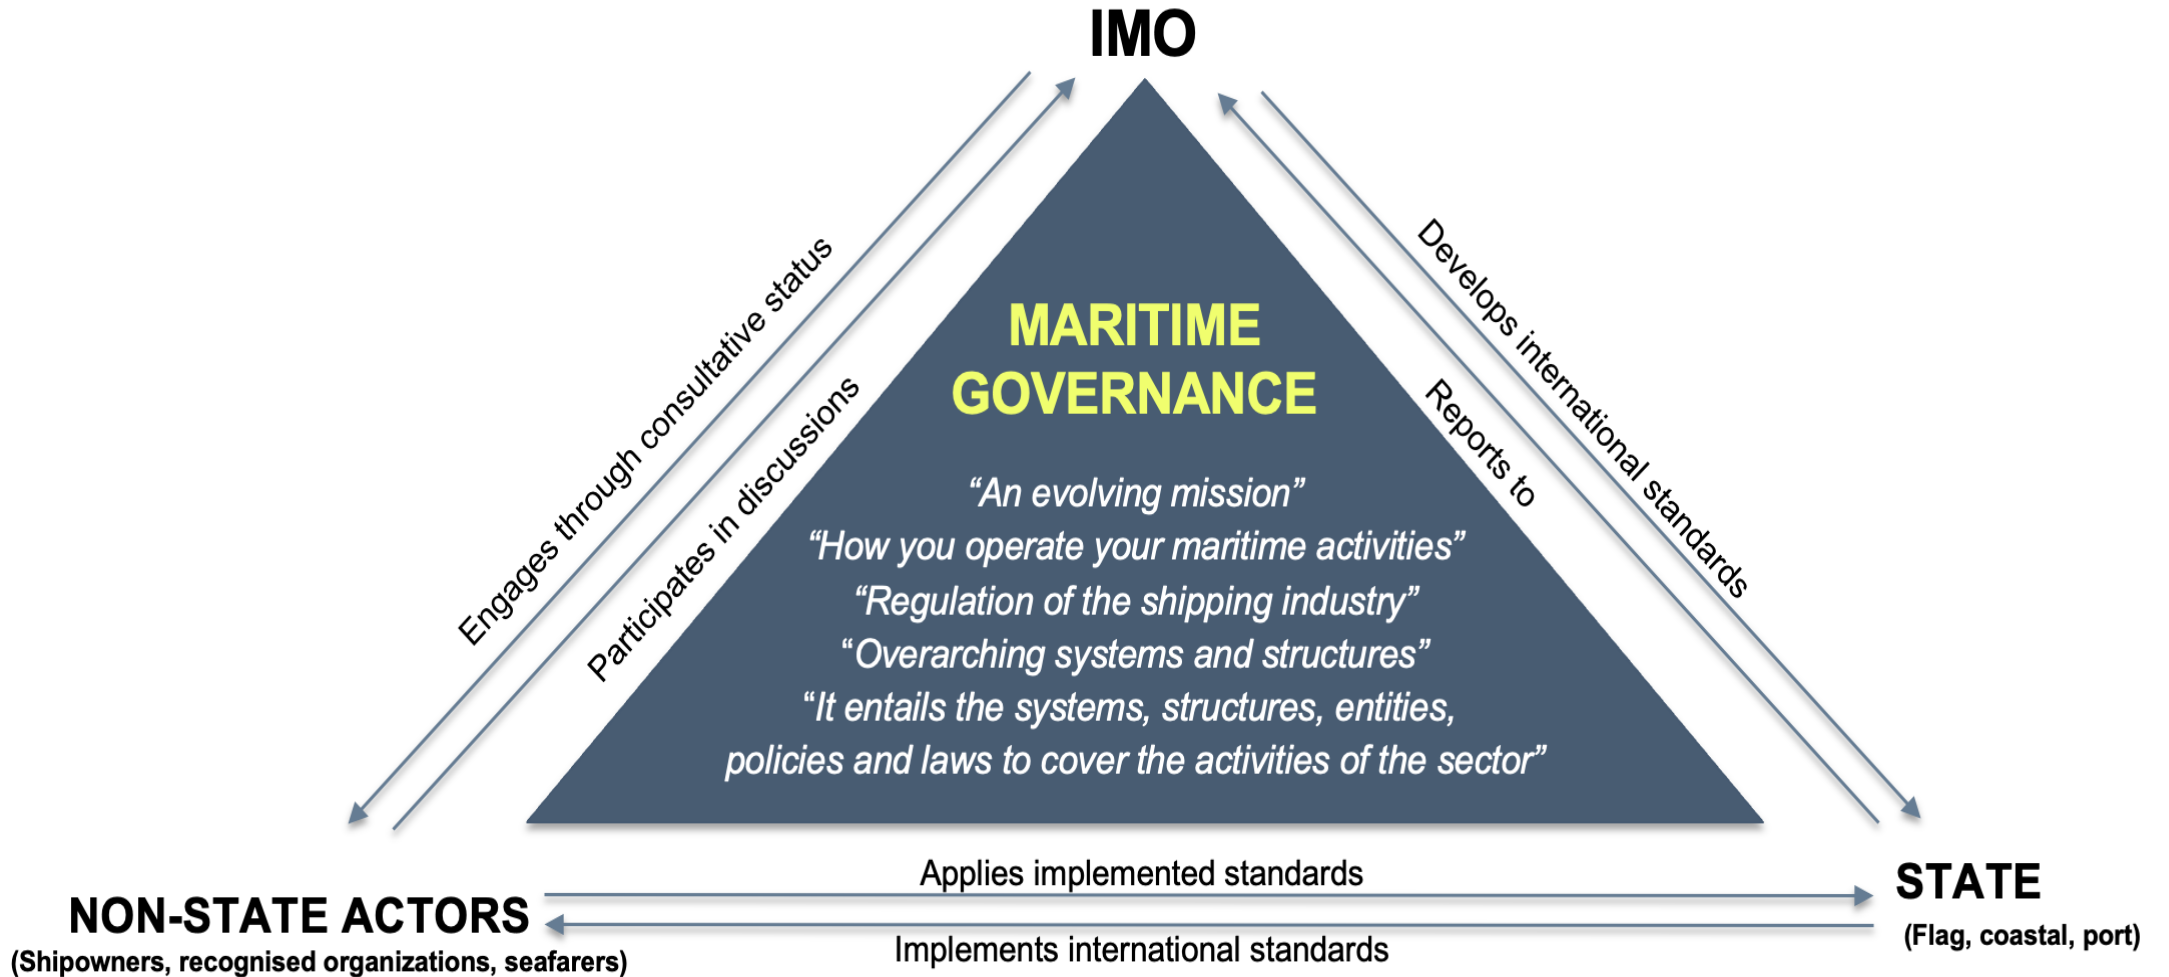 IMO
Engages through consultative status
Participates in discussions
Develops international standards
Reports to
MARITIME
GOVERNANCE
“An evolving mission”
“How you operate your maritime activities”
“Regulation of the shipping industry”
“Overarching systems and structures”
“It entails the systems, structures, entities,
policies and laws to cover the activities of the sector”
Applies implemented standards
Implements international standards
NON-STATE ACTORS
(Shipowners, recognised organizations, seafarers)
STATE
(Flag, coastal, port)